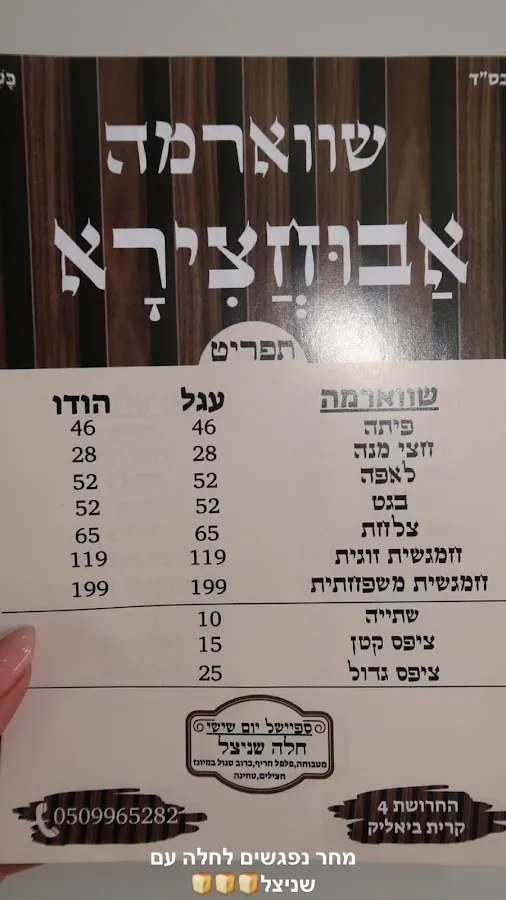 בס"ד
שווארמה
אַבּוּחֲצִירָא
תפריט
שווארמה עגל הודו
פיתה 46 46
חצי מנה 28 28
לאפה 52 52
בגט 52 52
צלחת 65 65
חמגשית זוגית 119 119
חמגשית משפחתית 199 199
שתייה 10
ציפס קטן 15
ציפס גדול 25
ספיישל יום שישי
חלה שניצל
מטבוחה,פלפל חריף,כרוב סגול במיונז
חצילים,טחינה
החרושת 4
קרית ביאליק
0509965282
מחר נפגשים לחלה עם
שניצל🍞🍞🍞